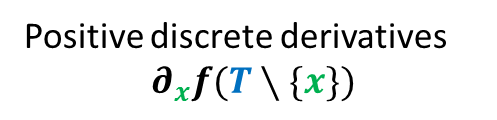 Positive discrete derivatives
∂ₓf(T \ {x})